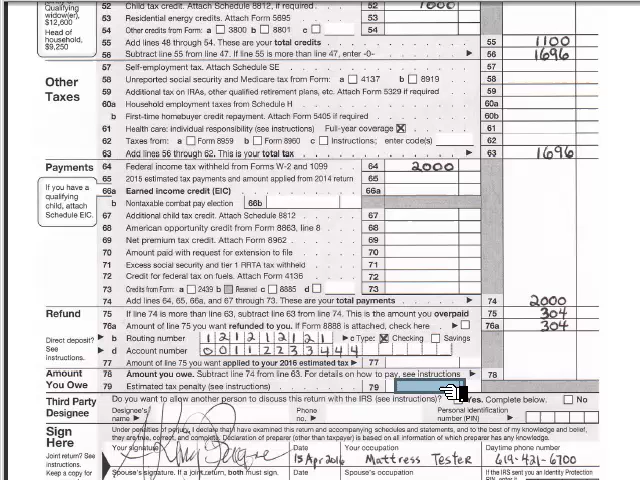 Qualifying widow(er), $12,600 Head of household, $9,250
52 Child tax credit. Attach Schedule 8812, if required . 52 1000
53 Residential energy credits. Attach Form 5695 53
54 Other credits from Form: a 3800 b 8801 c 54
55 Add lines 48 through 54. These are your total credits 55 1100
56 Subtract line 55 from line 47. If line 55 is more than line 47, enter -0- 56 1696
Other Taxes
57 Self-employment tax. Attach Schedule SE 57
58 Unreported social security and Medicare tax from Form: a 4137 b 8919 58
59 Additional tax on IRAs, other qualified retirement plans, etc. Attach Form 5329 if required 59
60a Household employment taxes from Schedule H 60a
b First-time homebuyer credit repayment. Attach Form 5405 if required 60b
61 Health care: individual responsibility (see instructions) Full-year coverage 61
62 Taxes from: a Form 8959 b Form 8960 c Instructions; enter code(s) 62
63 Add lines 56 through 62. This is your total tax 63 1696
Payments
If you have a qualifying child, attach Schedule EIC.
64 Federal income tax withheld from Forms W-2 and 1099 64 2000
65 2015 estimated tax payments and amount applied from 2014 return 65
66a Earned income credit (EIC) 66a
b Nontaxable combat pay election 66b
67 Additional child tax credit. Attach Schedule 8812 67
68 American opportunity credit from Form 8863, line 8 68
69 Net premium tax credit. Attach Form 8962 69
70 Amount paid with request for extension to file 70
71 Excess social security and tier 1 RRTA tax withheld 71
72 Credit for federal tax on fuels. Attach Form 4136 72
73 Credits from Form: a 2439 b Reserved c 8885 d 73
74 Add lines 64, 65, 66a, and 67 through 73. These are your total payments 74 2000
Refund
75 If line 74 is more than line 63, subtract line 63 from line 74. This is the amount you overpaid 75 304
76a Amount of line 75 you want refunded to you. If Form 8888 is attached, check here 76a 304
Direct deposit? See instructions.
b Routing number 121212121 c Type: Checking Savings
d Account number 0011223344 4
77 Amount of line 75 you want applied to your 2016 estimated tax 77
Amount You Owe
78 Amount you owe. Subtract line 74 from line 63. For details on how to pay, see instructions 78
79 Estimated tax penalty (see instructions) 79
Third Party Designee
Do you want to allow another person to discuss this return with the IRS (see instructions)? Yes. Complete below. No
Designee's name Phone no. Personal identification number (PIN)
Sign Here
Joint return? See instructions. Keep a copy for
Under penalties of perjury, I declare that I have examined this return and accompanying schedules and statements, and to the best of my knowledge and belief,
they are true, correct, and complete. Declaration of preparer (other than taxpayer) is based on all information of which preparer has any knowledge.
Your signature Date Your occupation Daytime phone number
15 Apr 2016 Mattress Tester 619-421-6700
Spouse's signature. If a joint return, both must sign. Date Spouse's occupation If the IRS sent you an Identity Protection